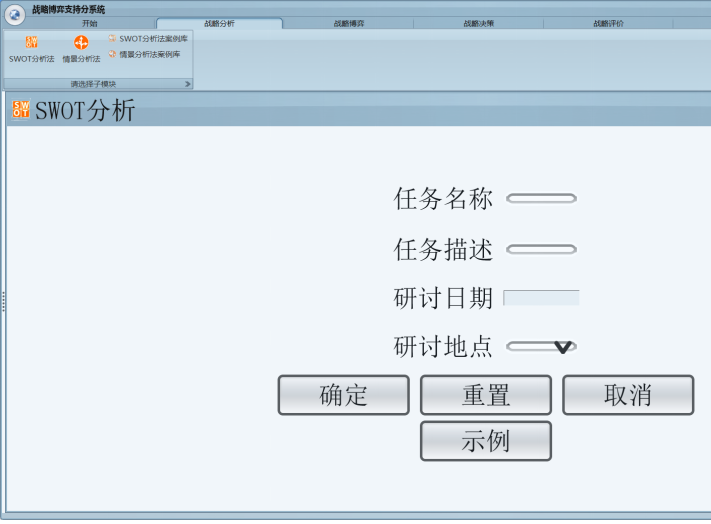 战略博弈支持分系统
开始 战略分析 战略博弈 战略决策 战略评价
SWOT分析法 情景分析法 SWOT分析法案例库
情景分析法案例库
请选择子模块
SWOT分析
任务名称
任务描述
研讨日期
研讨地点
确定 重置 取消
示例